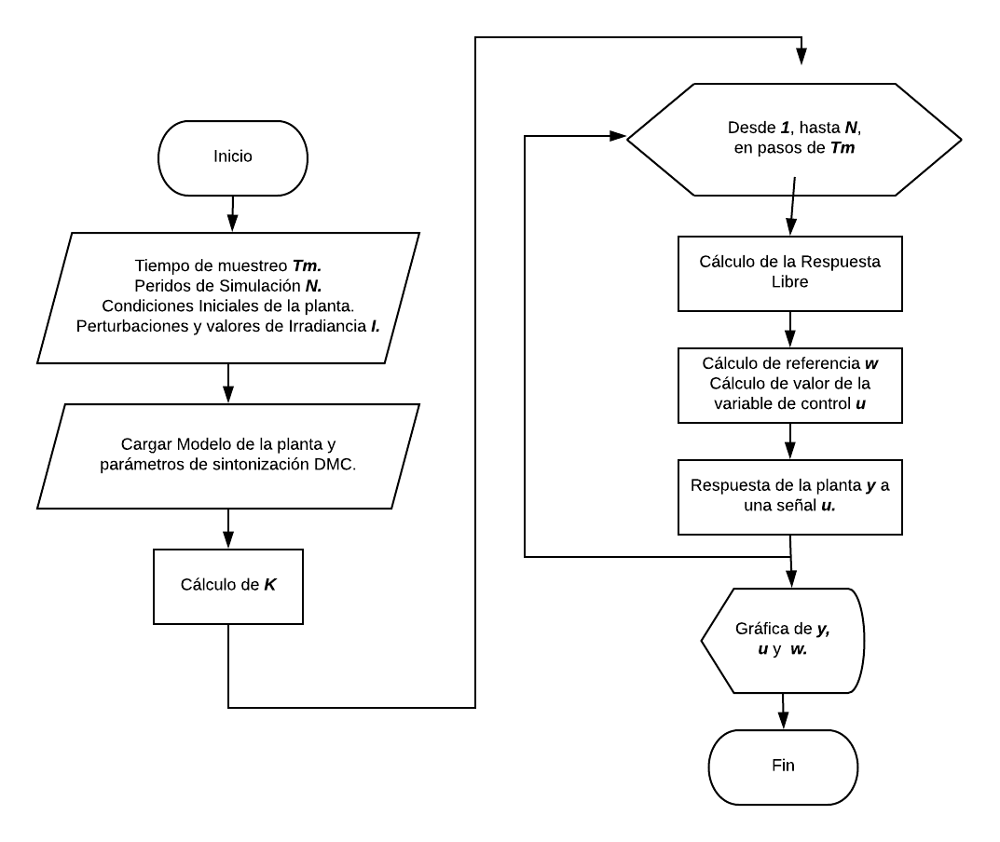 Inicio
Tiempo de muestreo Tm.
Peridos de Simulación N.
Condiciones Iniciales de la planta.
Perturbaciones y valores de Irradiancia I.
Cargar Modelo de la planta y
parámetros de sintonización DMC.
Cálculo de K
Desde 1, hasta N,
en pasos de Tm
Cálculo de la Respuesta
Libre
Cálculo de referencia w
Cálculo de valor de la
variable de control u
Respuesta de la planta y a
una señal u.
Gráfica de y,
u y w.
Fin